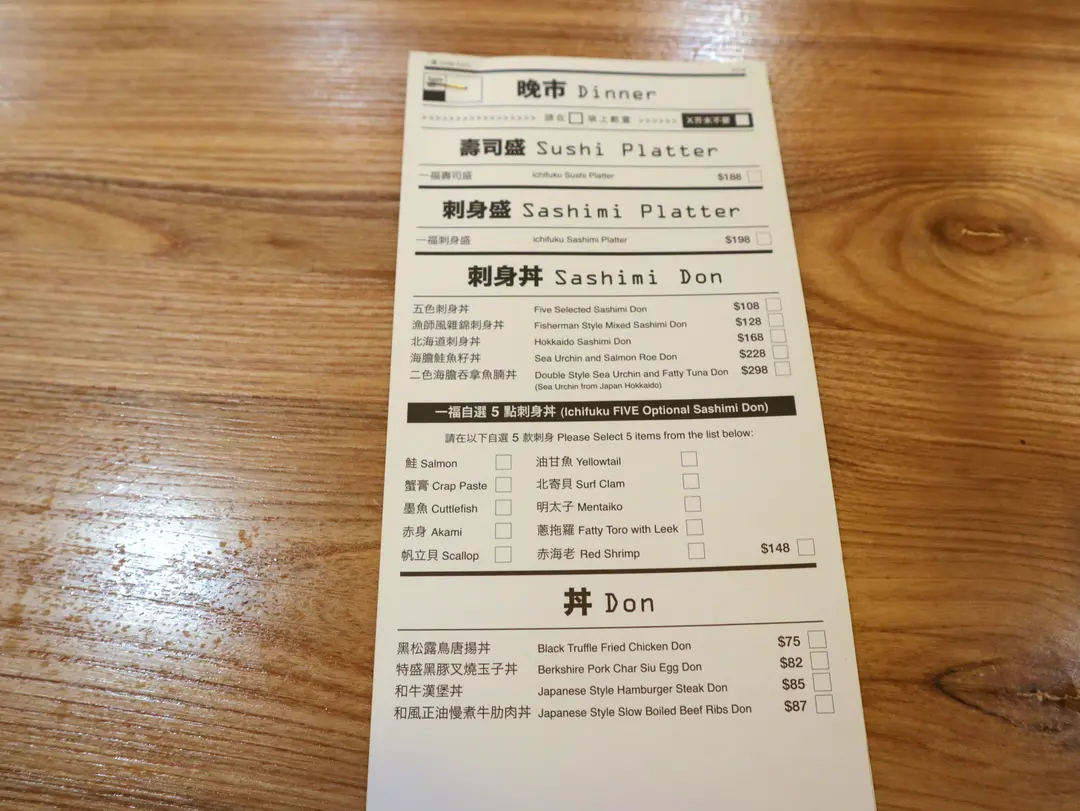 晚市 Dinner
請在 □ 號上數量 X芥末不要
壽司盛 Sushi Platter
一福壽司盛 ichifuku Sushi Platter $188
刺身盛 Sashimi Platter
一福刺身盛 ichifuku Sashimi Platter $198
刺身丼 Sashimi Don
五色刺身丼 Five Selected Sashimi Don $108
漁師風雜錦刺身丼 Fisherman Style Mixed Sashimi Don $128
北海道刺身丼 Hokkaido Sashimi Don $168
海膽鮭魚籽丼 Sea Urchin and Salmon Roe Don $228
二色海膽吞拿魚腩丼 Double Style Sea Urchin and Fatty Tuna Don $298
(Sea Urchin from Japan Hokkaido)
一福自選 5 點刺身丼 (Ichifuku FIVE Optional Sashimi Don)
請在以下自選 5 款刺身 Please Select 5 items from the list below:
鮭 Salmon 油甘魚 Yellowtail
蟹膏 Crap Paste 北寄貝 Surf Clam
墨魚 Cuttlefish 明太子 Mentaiko
赤身 Akami 蔥拖羅 Fatty Toro with Leek
帆立貝 Scallop 赤海老 Red Shrimp $148
丼 Don
黑松露鳥唐揚丼 Black Truffle Fried Chicken Don $75
特盛黑豚叉燒玉子丼 Berkshire Pork Char Siu Egg Don $82
和牛漢堡丼 Japanese Style Hamburger Steak Don $85
和風正油慢煮牛肋肉丼 Japanese Style Slow Boiled Beef Ribs Don $87